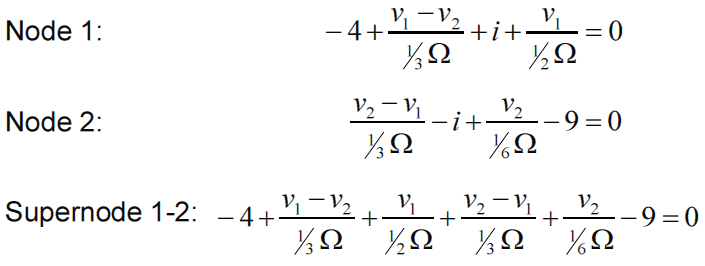 Node 1: −4 + (v₁ − v₂)/(⅓ Ω) + i + v₁/(½ Ω) = 0
Node 2: (v₂ − v₁)/(⅓ Ω) − i + v₂/(⅙ Ω) − 9 = 0
Supernode 1-2: −4 + (v₁ − v₂)/(⅓ Ω) + v₁/(½ Ω) + (v₂ − v₁)/(⅓ Ω) + v₂/(⅙ Ω) − 9 = 0